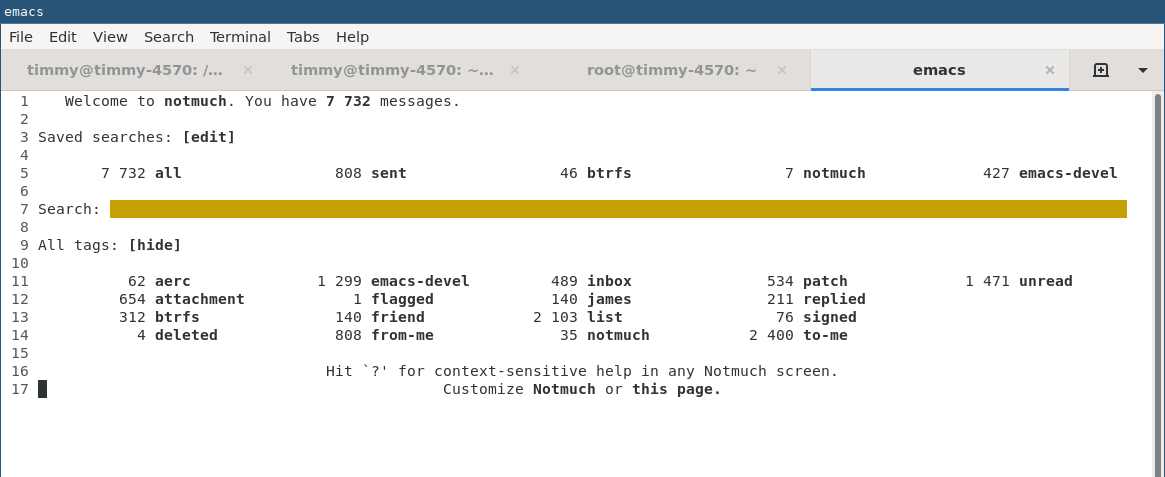 emacs
File Edit View Search Terminal Tabs Help
timmy@timmy-4570: /... × timmy@timmy-4570: ~... × root@timmy-4570: ~ × emacs ×
1 Welcome to notmuch. You have 7 732 messages.
2
3 Saved searches: [edit]
4
5 7 732 all 808 sent 46 btrfs 7 notmuch 427 emacs-devel
6
7 Search:
8
9 All tags: [hide]
10
11 62 aerc 1 299 emacs-devel 489 inbox 534 patch 1 471 unread
12 654 attachment 1 flagged 140 james 211 replied
13 312 btrfs 140 friend 2 103 list 76 signed
14 4 deleted 808 from-me 35 notmuch 2 400 to-me
15
16 Hit `?' for context-sensitive help in any Notmuch screen.
17 Customize Notmuch or this page.